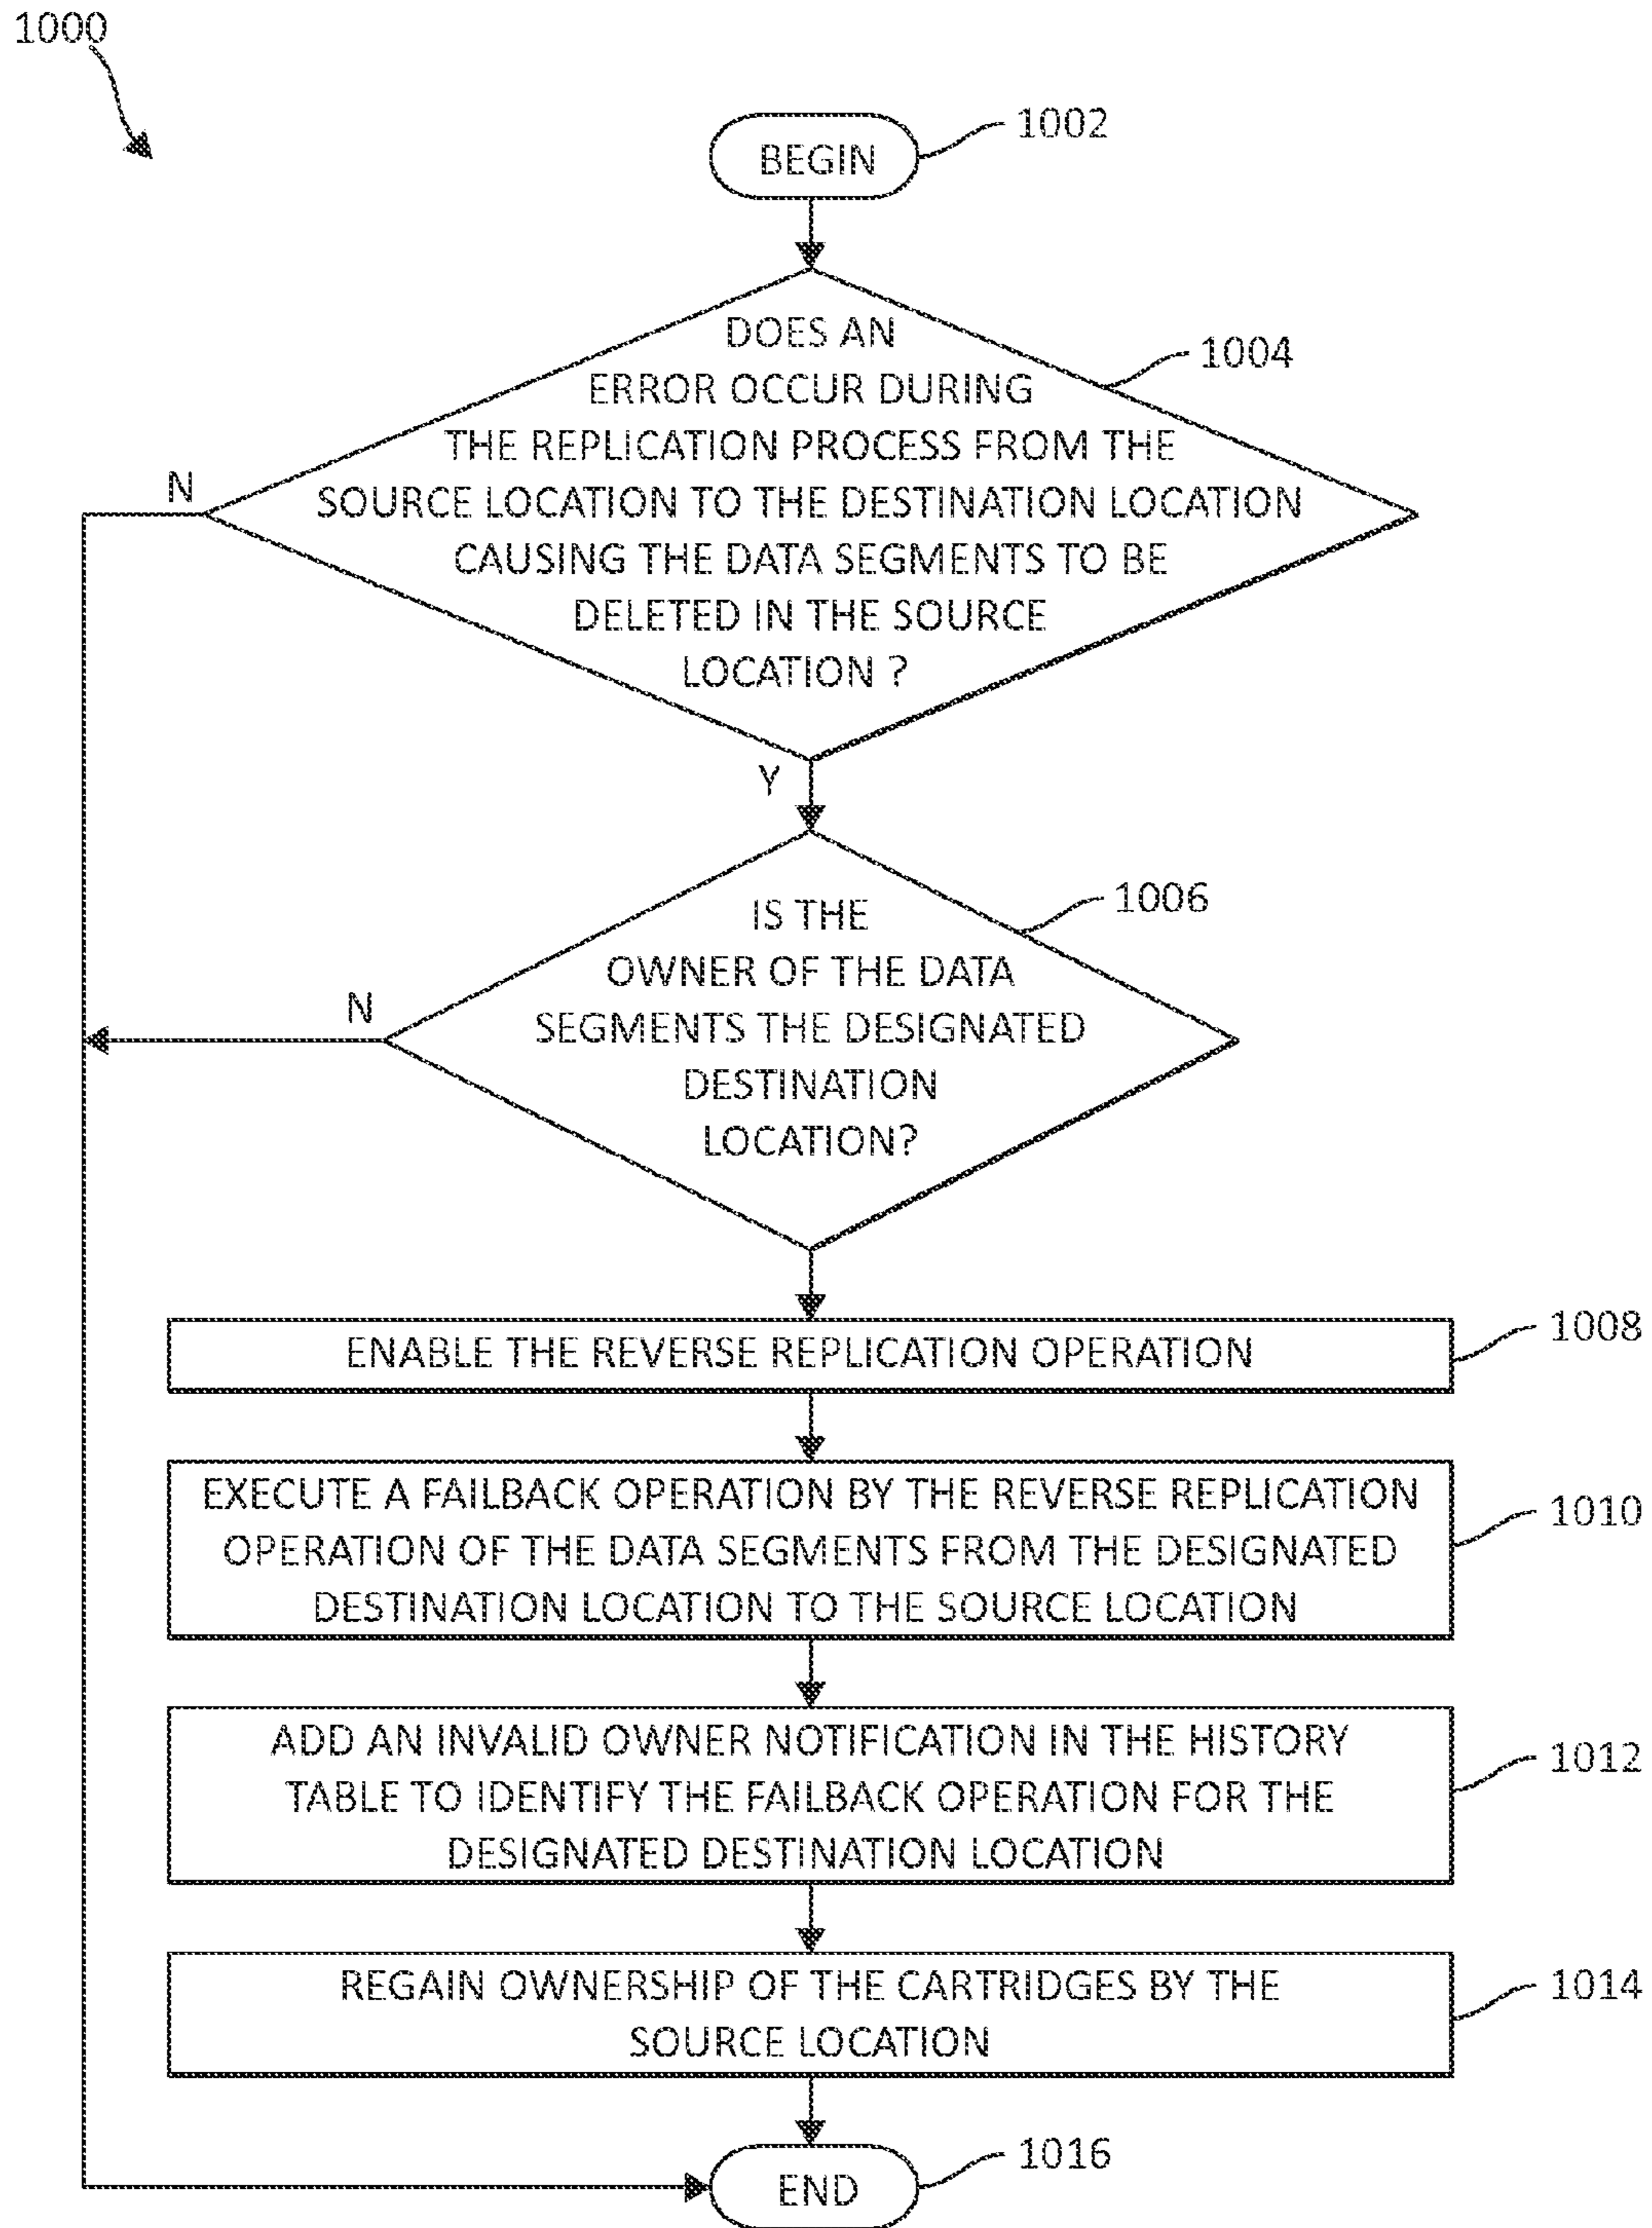 1000
BEGIN
1002
DOES AN
ERROR OCCUR DURING
THE REPLICATION PROCESS FROM THE
SOURCE LOCATION TO THE DESTINATION LOCATION
CAUSING THE DATA SEGMENTS TO BE
DELETED IN THE SOURCE
LOCATION ?
1004
N
Y
IS THE
OWNER OF THE DATA
SEGMENTS THE DESIGNATED
DESTINATION
LOCATION?
1006
N
ENABLE THE REVERSE REPLICATION OPERATION
1008
EXECUTE A FAILBACK OPERATION BY THE REVERSE REPLICATION
OPERATION OF THE DATA SEGMENTS FROM THE DESIGNATED
DESTINATION LOCATION TO THE SOURCE LOCATION
1010
ADD AN INVALID OWNER NOTIFICATION IN THE HISTORY
TABLE TO IDENTIFY THE FAILBACK OPERATION FOR THE
DESIGNATED DESTINATION LOCATION
1012
REGAIN OWNERSHIP OF THE CARTRIDGES BY THE
SOURCE LOCATION
1014
END
1016